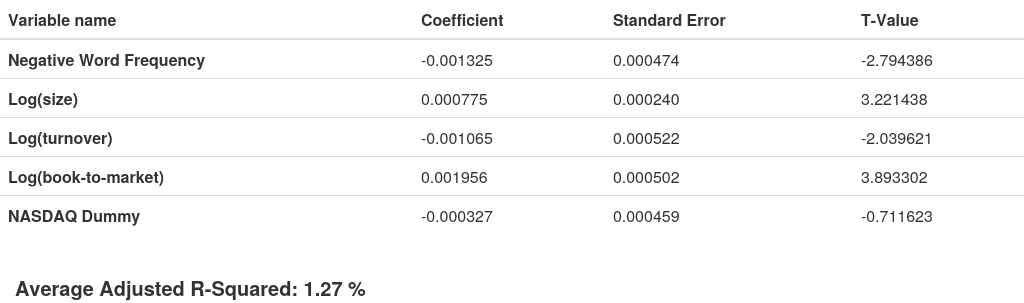 Variable name Coefficient Standard Error T-Value
Negative Word Frequency -0.001325 0.000474 -2.794386
Log(size) 0.000775 0.000240 3.221438
Log(turnover) -0.001065 0.000522 -2.039621
Log(book-to-market) 0.001956 0.000502 3.893302
NASDAQ Dummy -0.000327 0.000459 -0.711623
Average Adjusted R-Squared: 1.27 %